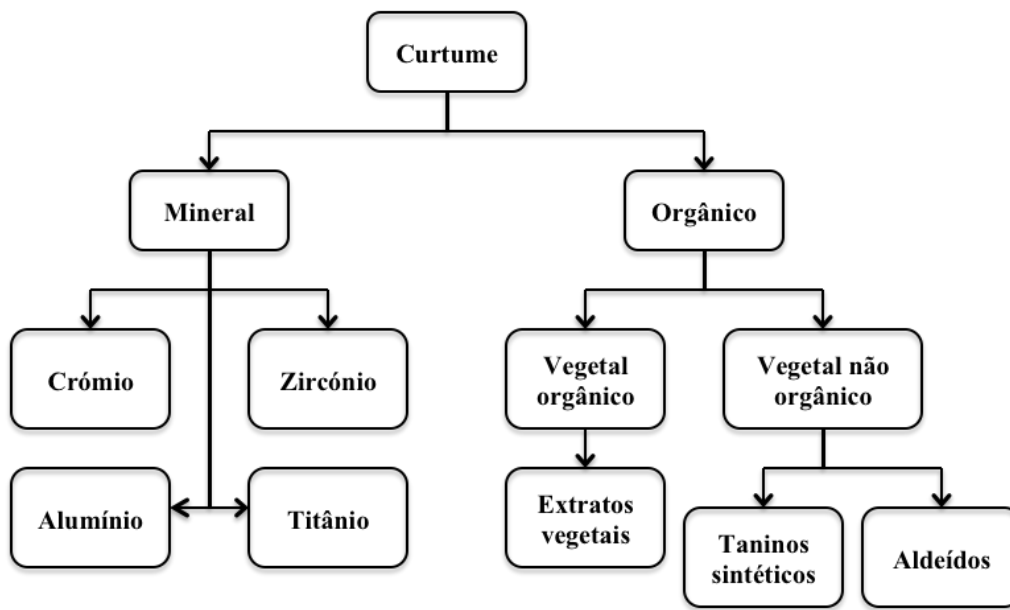 Curtume
Mineral
Orgânico
Crómio
Zircónio
Vegetal
orgânico
Vegetal não
orgânico
Alumínio
Titânio
Extratos
vegetais
Taninos
sintéticos
Aldeídos